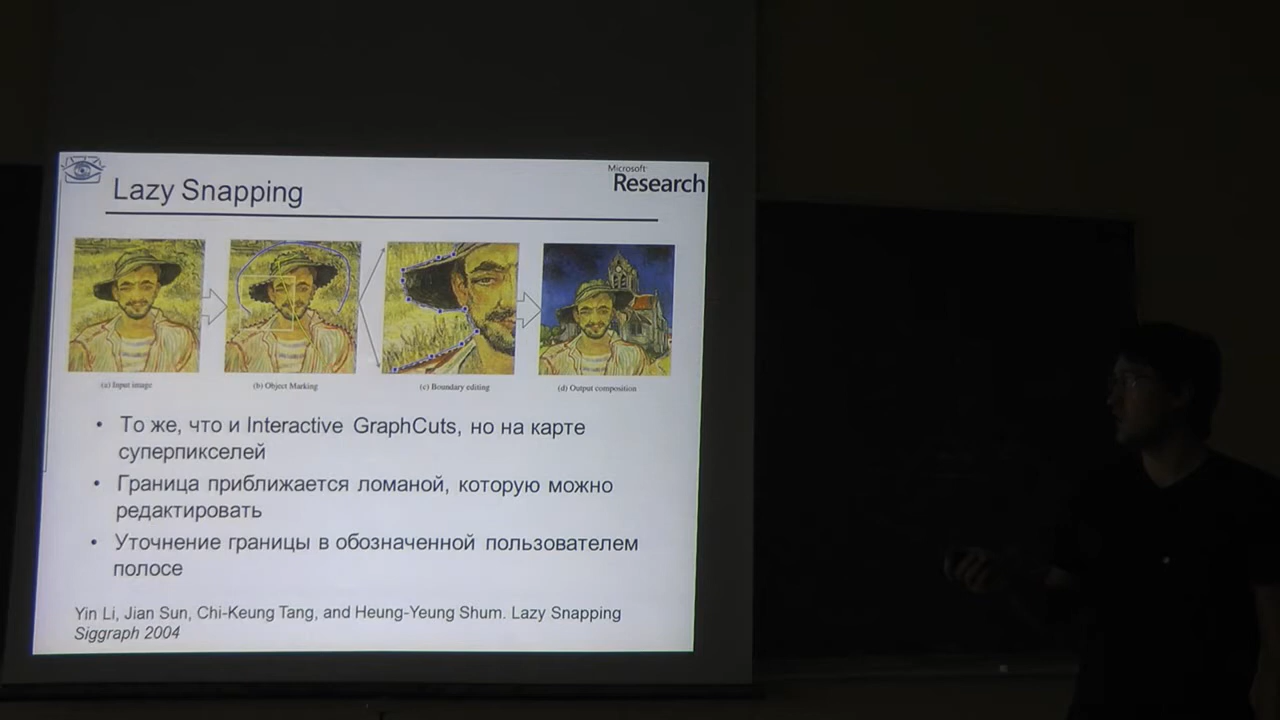 Microsoft
Research
Lazy Snapping
(a) Input image
(b) Object Marking
(c) Boundary editing
(d) Output composition
• То же, что и Interactive GraphCuts, но на карте
суперпикселей
• Граница приближается ломаной, которую можно
редактировать
• Уточнение границы в обозначенной пользователем
полосе
Yin Li, Jian Sun, Chi-Keung Tang, and Heung-Yeung Shum. Lazy Snapping
Siggraph 2004